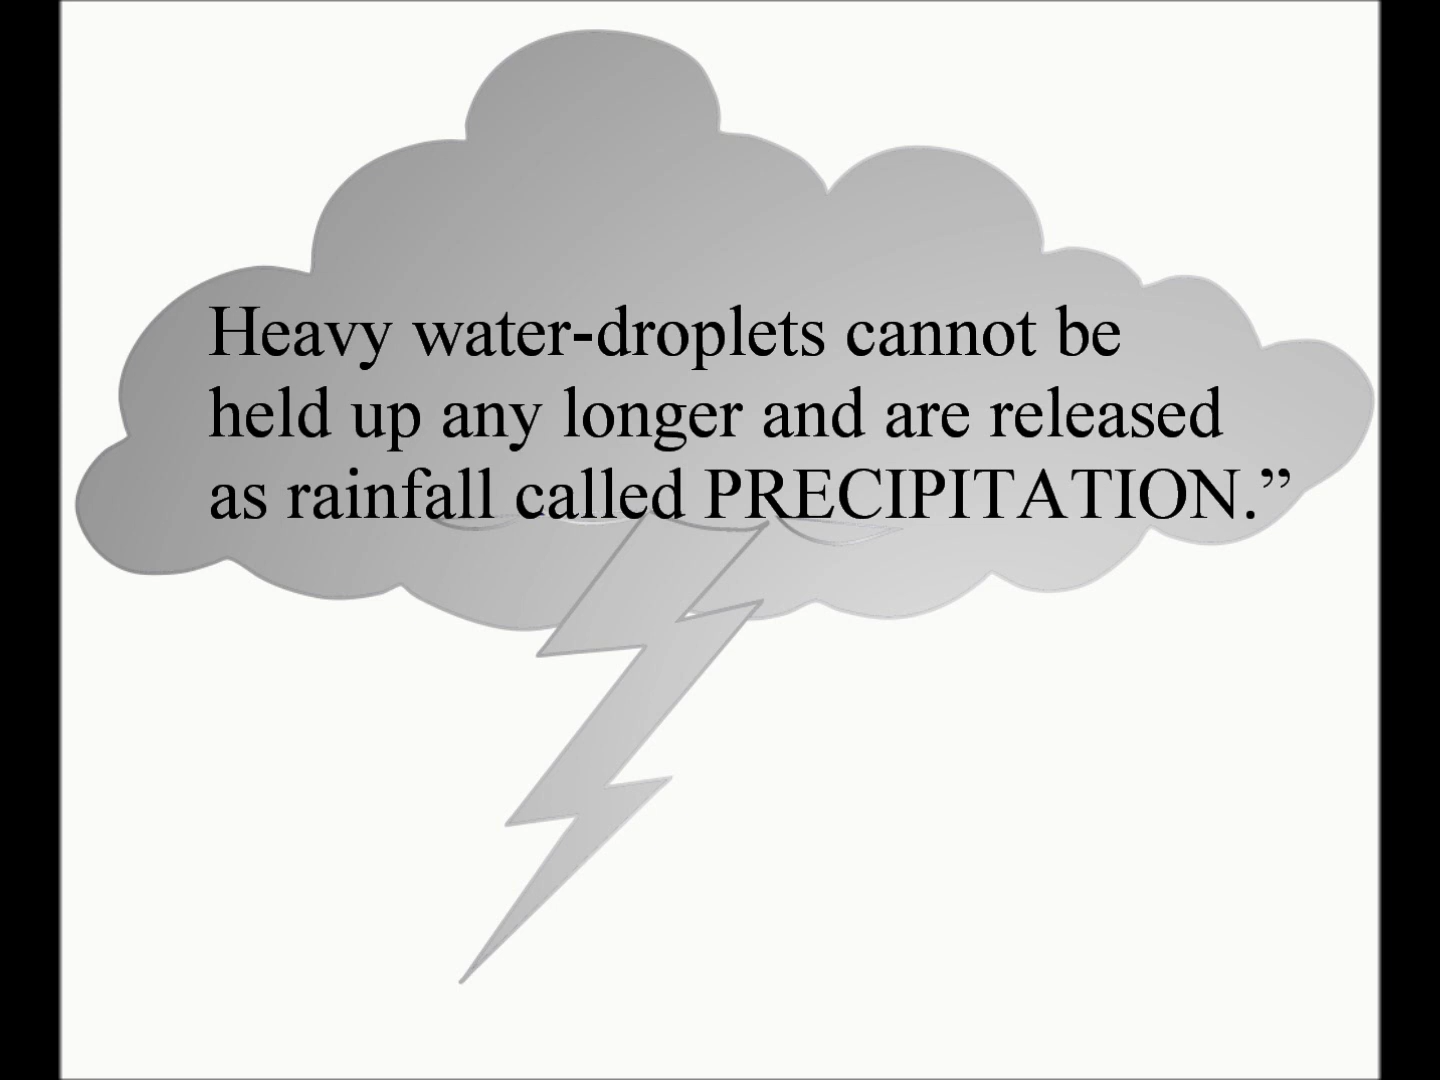 Heavy water-droplets cannot be
held up any longer and are released
as rainfall called PRECIPITATION.”